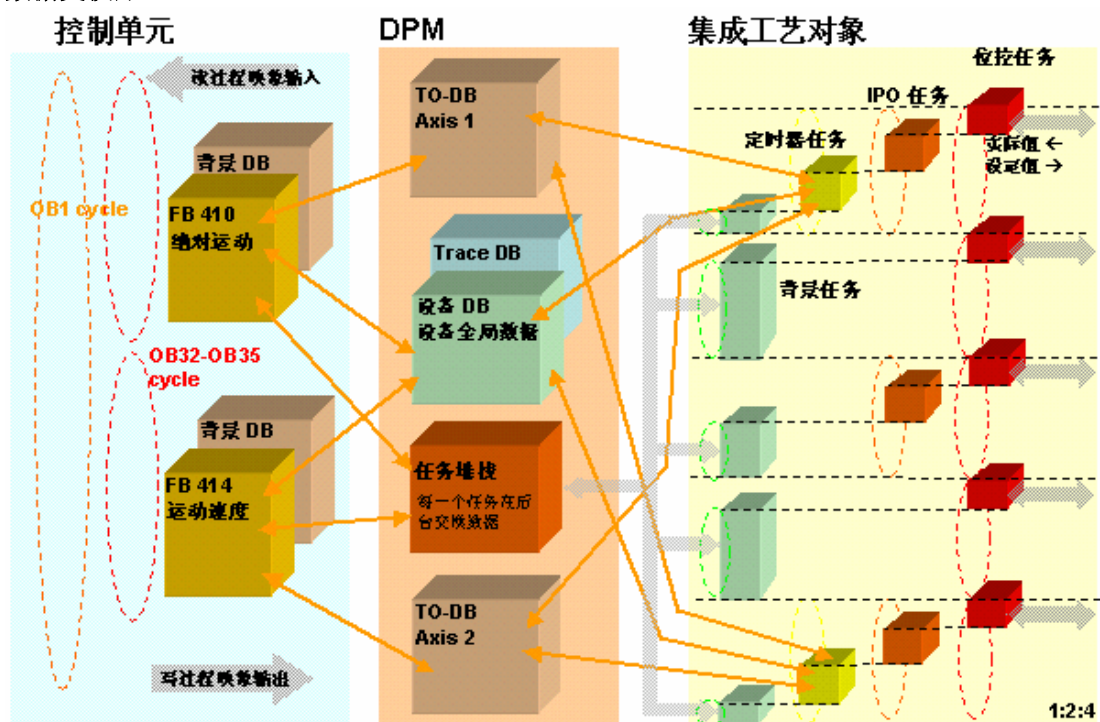 控制单元
DPM
集成工艺对象
读过程映象输入
背景 DB
FB 410
绝对运动
OB1 cycle
OB32-OB35
cycle
背景 DB
FB 414
运动速度
写过程映象输出
TO-DB
Axis 1
Trace DB
设备 DB
设备全局数据
任务堆栈
每一个任务在后
台交换数据
TO-DB
Axis 2
位控任务
IPO 任务
定时器任务
实际值 ←
设定值 →
背景任务
1:2:4